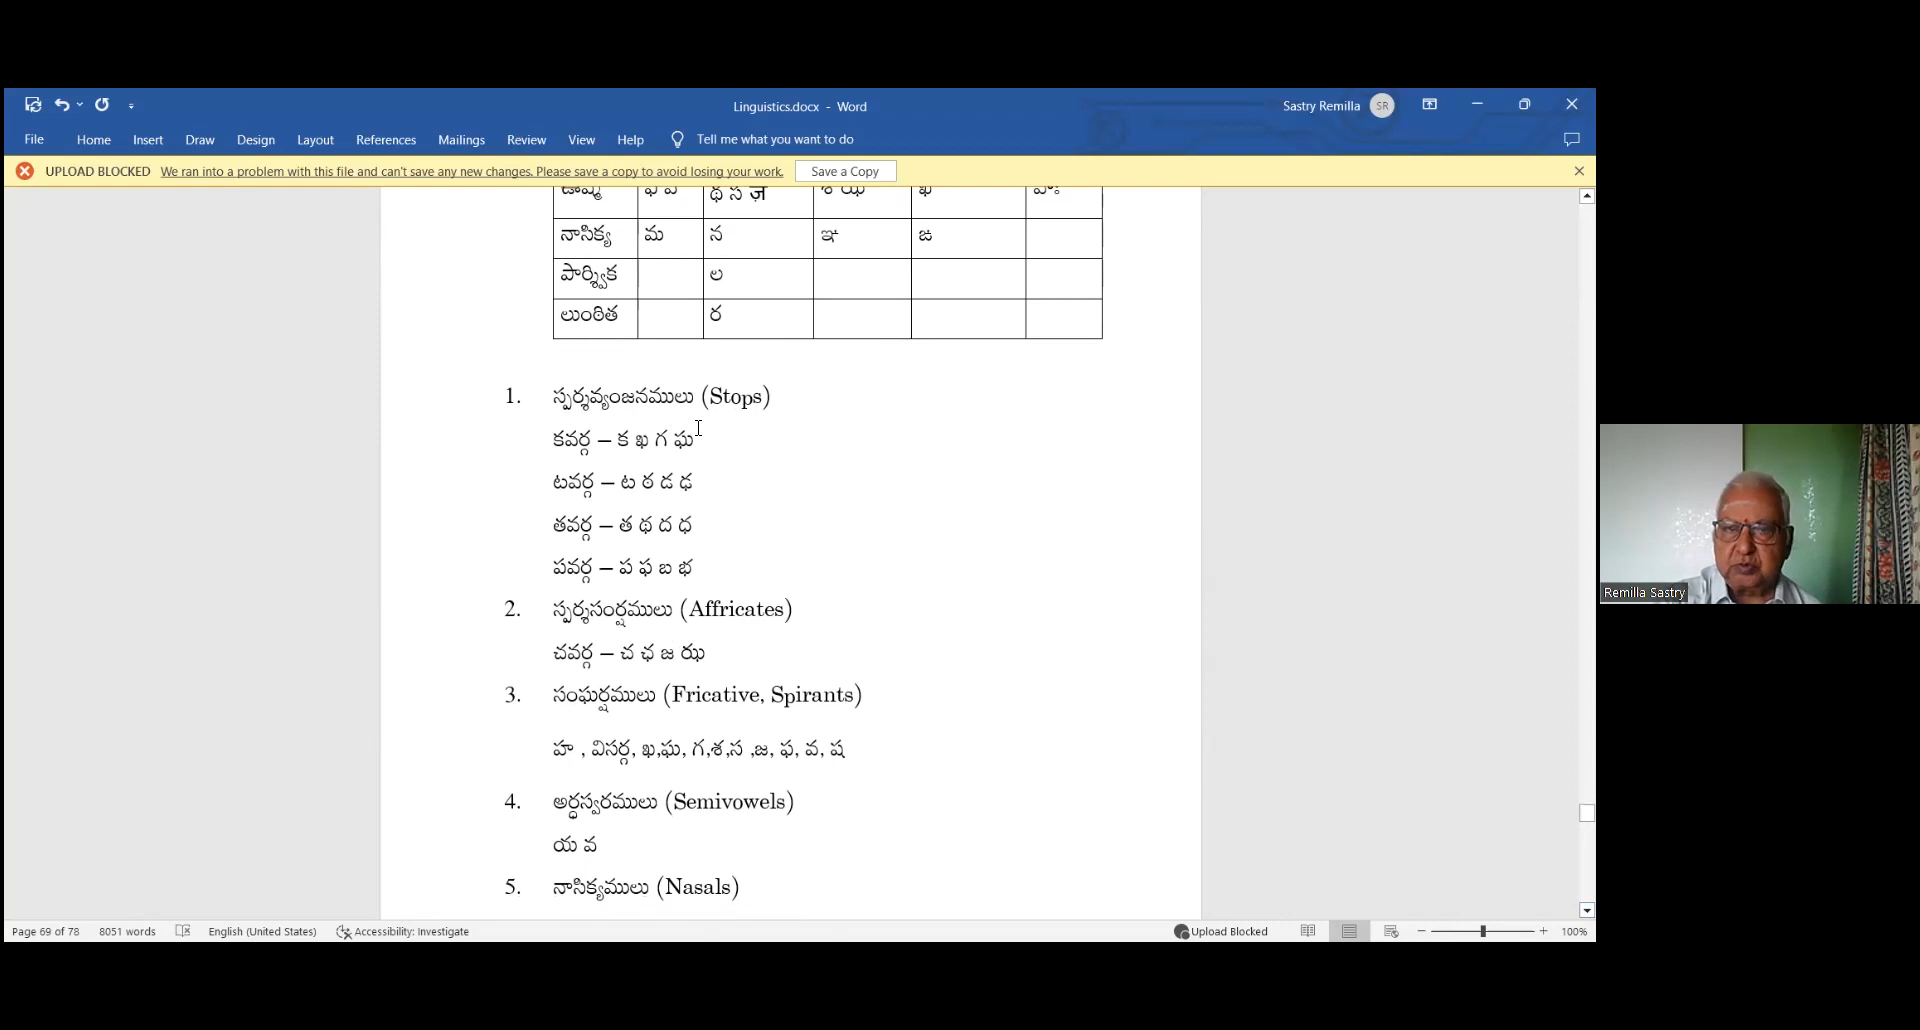 Linguistics.docx - Word
Sastry Remilla SR
File Home Insert Draw Design Layout References Mailings Review View Help Tell me what you want to do
UPLOAD BLOCKED We ran into a problem with this file and can't save any new changes. Please save a copy to avoid losing your work. Save a Copy
నాసిక్య మ న ఞ ఙ
పార్శ్విక ల
లుంఠిత ర
1. స్పర్శవ్యంజనములు (Stops)
కవర్గ – క ఖ గ ఘ
టవర్గ – ట ఠ డ ఢ
తవర్గ – త థ ద ధ
పవర్గ – ప ఫ బ భ
2. స్పర్శసంర్షములు (Affricates)
చవర్గ – చ ఛ జ ఝ
3. సంఘర్షములు (Fricative, Spirants)
హ , విసర్గ, ఖ,ఘ, గ,శ,స ,జ, ఫ, వ, ష
4. అర్ధస్వరములు (Semivowels)
య వ
5. నాసిక్యములు (Nasals)
Remilla Sastry
Page 69 of 78 8051 words English (United States) Accessibility: Investigate Upload Blocked 100%